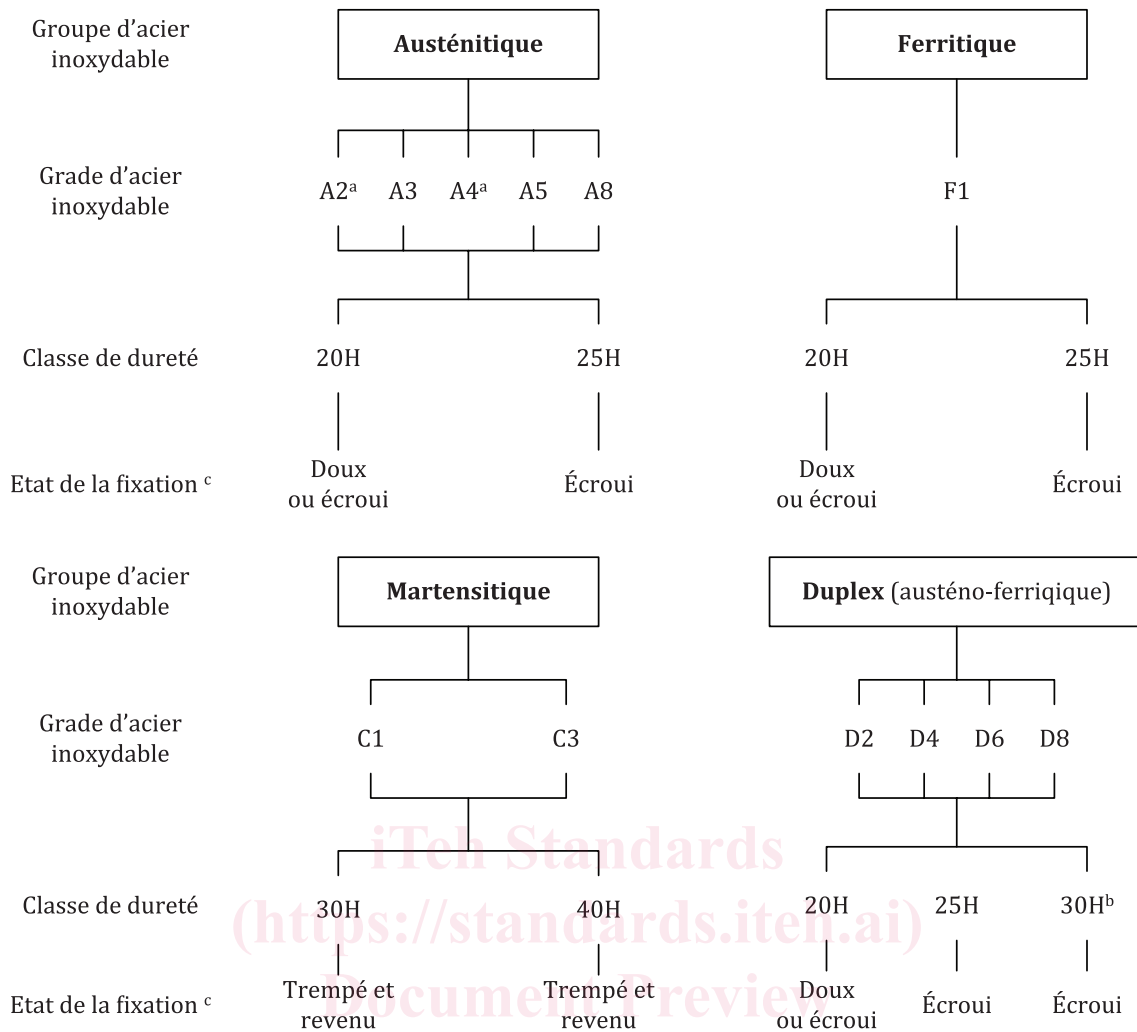 Groupe d'acier
inoxydable
Austénitique
Ferritique
Grade d'acier
inoxydable
A2ᵃ A3 A4ᵃ A5 A8
F1
Classe de dureté
20H
25H
20H
25H
Etat de la fixation ᶜ
Doux
ou écroui
Écroui
Doux
ou écroui
Écroui
Groupe d'acier
inoxydable
Martensitique
Duplex (austéno-ferriqique)
Grade d'acier
inoxydable
C1
C3
D2 D4 D6 D8
Classe de dureté
30H
40H
20H
25H
30Hᵇ
Etat de la fixation ᶜ
Trempé et
revenu
Trempé et
revenu
Doux
ou écroui
Écroui
Écroui
iTeh Standards
(https://standards.iteh.ai)
Document Preview